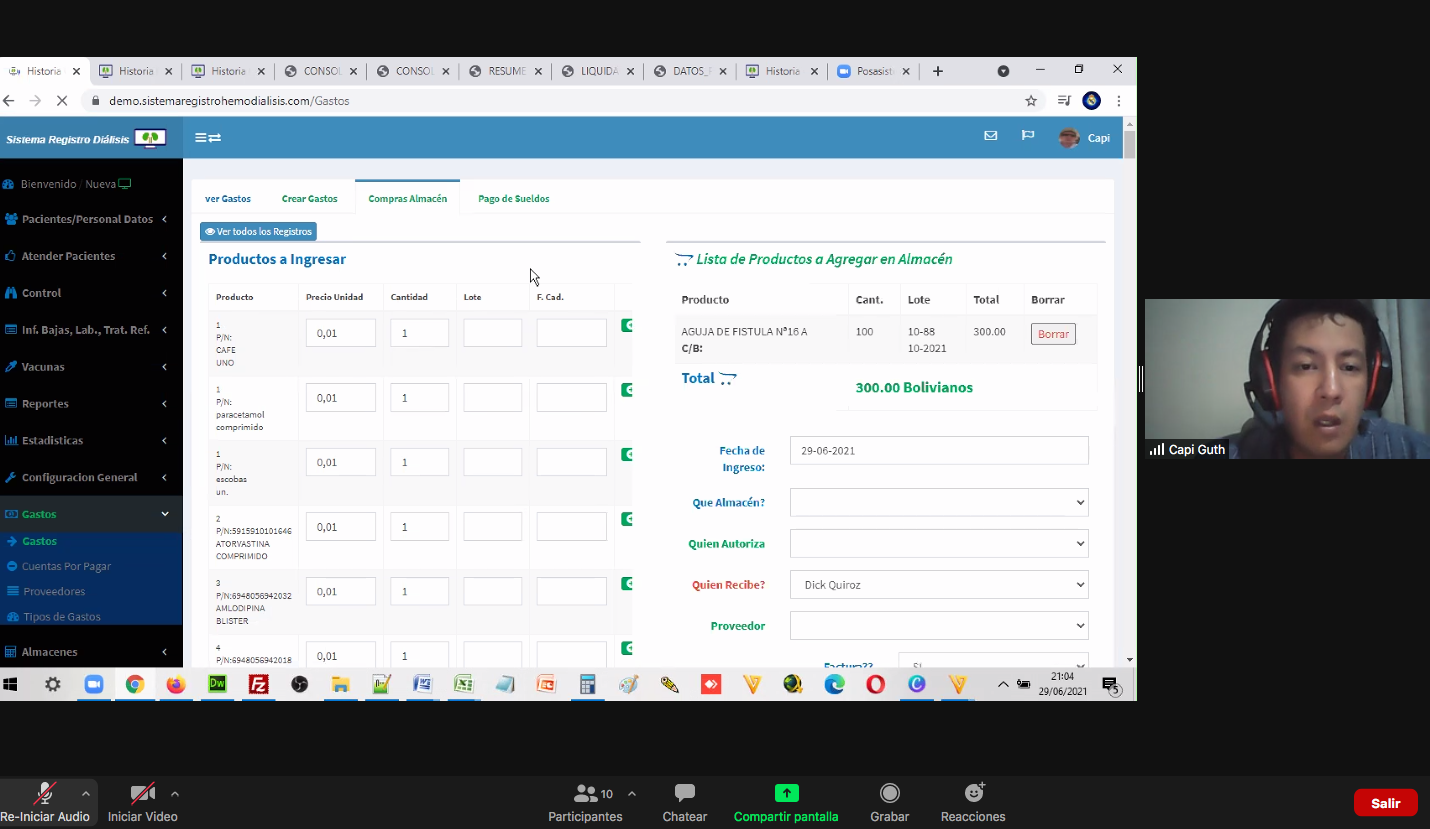 Historia
Historia
Historia
CONSOL
CONSOL
RESUME
LIQUIDA
DATOS_F
Historia
Posasist
demo.sistemaregistrohemodialisis.com/Gastos
Sistema Registro Diálisis
Capi
Bienvenido / Nueva
Pacientes/Personal Datos
Atender Pacientes
Control
Inf. Bajas, Lab., Trat. Ref.
Vacunas
Reportes
Estadisticas
Configuracion General
Gastos
Gastos
Cuentas Por Pagar
Proveedores
Tipos de Gastos
Almacenes
ver Gastos
Crear Gastos
Compras Almacén
Pago de Sueldos
Ver todos los Registros
Productos a Ingresar
Producto Precio Unidad Cantidad Lote F. Cad.
1
P/N:
CAFE
UNO
0,01 1
1
P/N:
paracetamol
comprimido
0,01 1
1
P/N:
escobas
un.
0,01 1
2
P/N:5915910101646
ATORVASTINA
COMPRIMIDO
0,01 1
3
P/N:6948056942032
AMLODIPINA
BLISTER
0,01 1
4
P/N:6948056942018
0,01 1
Lista de Productos a Agregar en Almacén
Producto Cant. Lote Total Borrar
AGUJA DE FISTULA Nª16 A 100 10-88 300.00 Borrar
C/B: 10-2021
Total
300.00 Bolivianos
Fecha de
Ingreso:
29-06-2021
Que Almacén?
Quien Autoriza
Quien Recibe?
Dick Quiroz
Proveedor
Factura??
SI
Dw
Fz
21:04
29/06/2021
5
Capi Guth
Re-Iniciar Audio
Iniciar Video
10
Participantes
Chatear
Compartir pantalla
Grabar
Reacciones
Salir